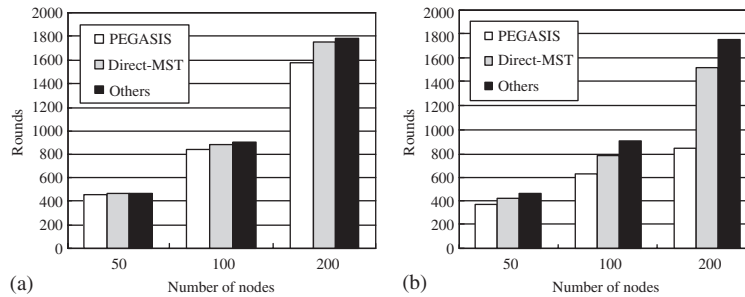 2000
1800
1600
1400
1200
1000
800
600
400
200
0
Rounds
PEGASIS
Direct-MST
Others
50
100
200
Number of nodes
(a)
2000
1800
1600
1400
1200
1000
800
600
400
200
0
Rounds
PEGASIS
Direct-MST
Others
50
100
200
Number of nodes
(b)